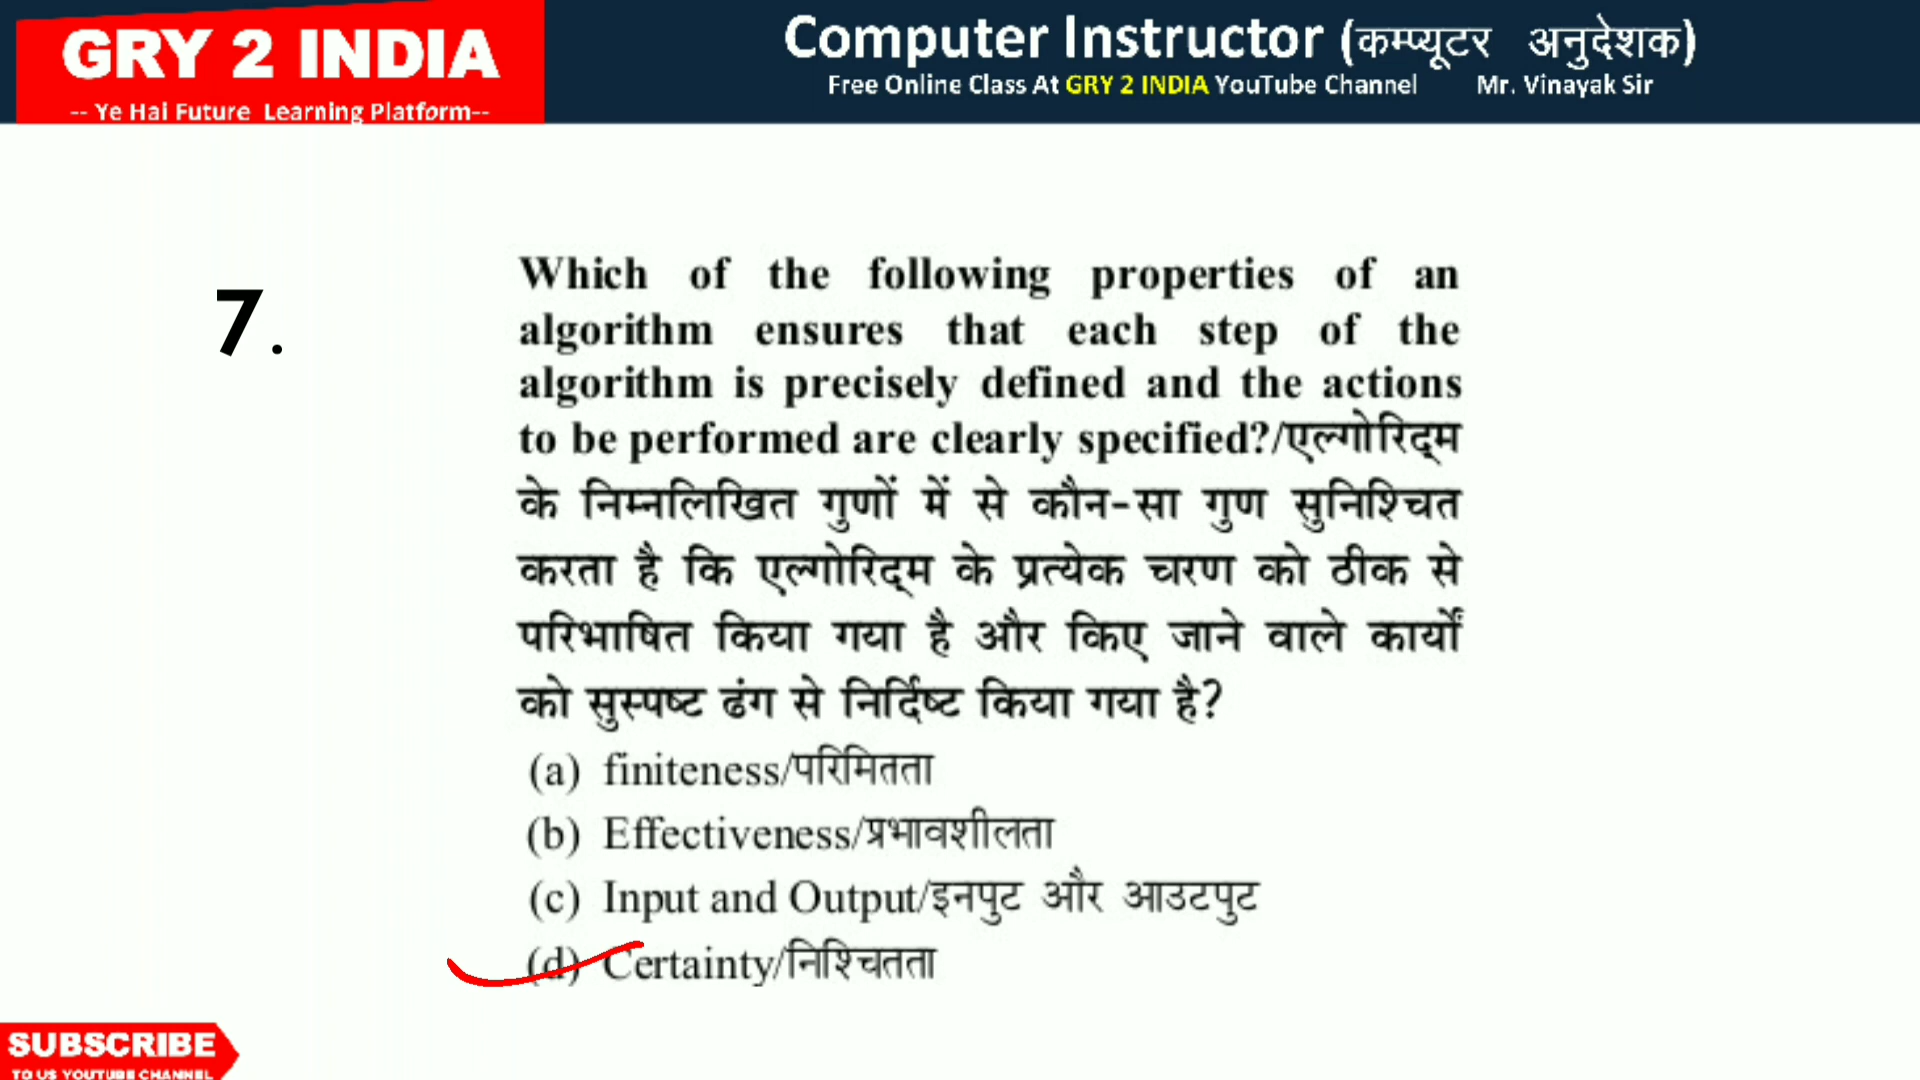 GRY 2 INDIA
-- Ye Hai Future Learning Platform--
Computer Instructor (कम्प्यूटर अनुदेशक)
Free Online Class At GRY 2 INDIA YouTube Channel Mr. Vinayak Sir
7.
Which of the following properties of an
algorithm ensures that each step of the
algorithm is precisely defined and the actions
to be performed are clearly specified?/एल्गोरिद्म
के निम्नलिखित गुणों में से कौन-सा गुण सुनिश्चित
करता है कि एल्गोरिद्म के प्रत्येक चरण को ठीक से
परिभाषित किया गया है और किए जाने वाले कार्यों
को सुस्पष्ट ढंग से निर्दिष्ट किया गया है?
(a) finiteness/परिमितता
(b) Effectiveness/प्रभावशीलता
(c) Input and Output/इनपुट और आउटपुट
(d) Certainty/निश्चितता
SUBSCRIBE
TO US YOUTUBE CHANNEL